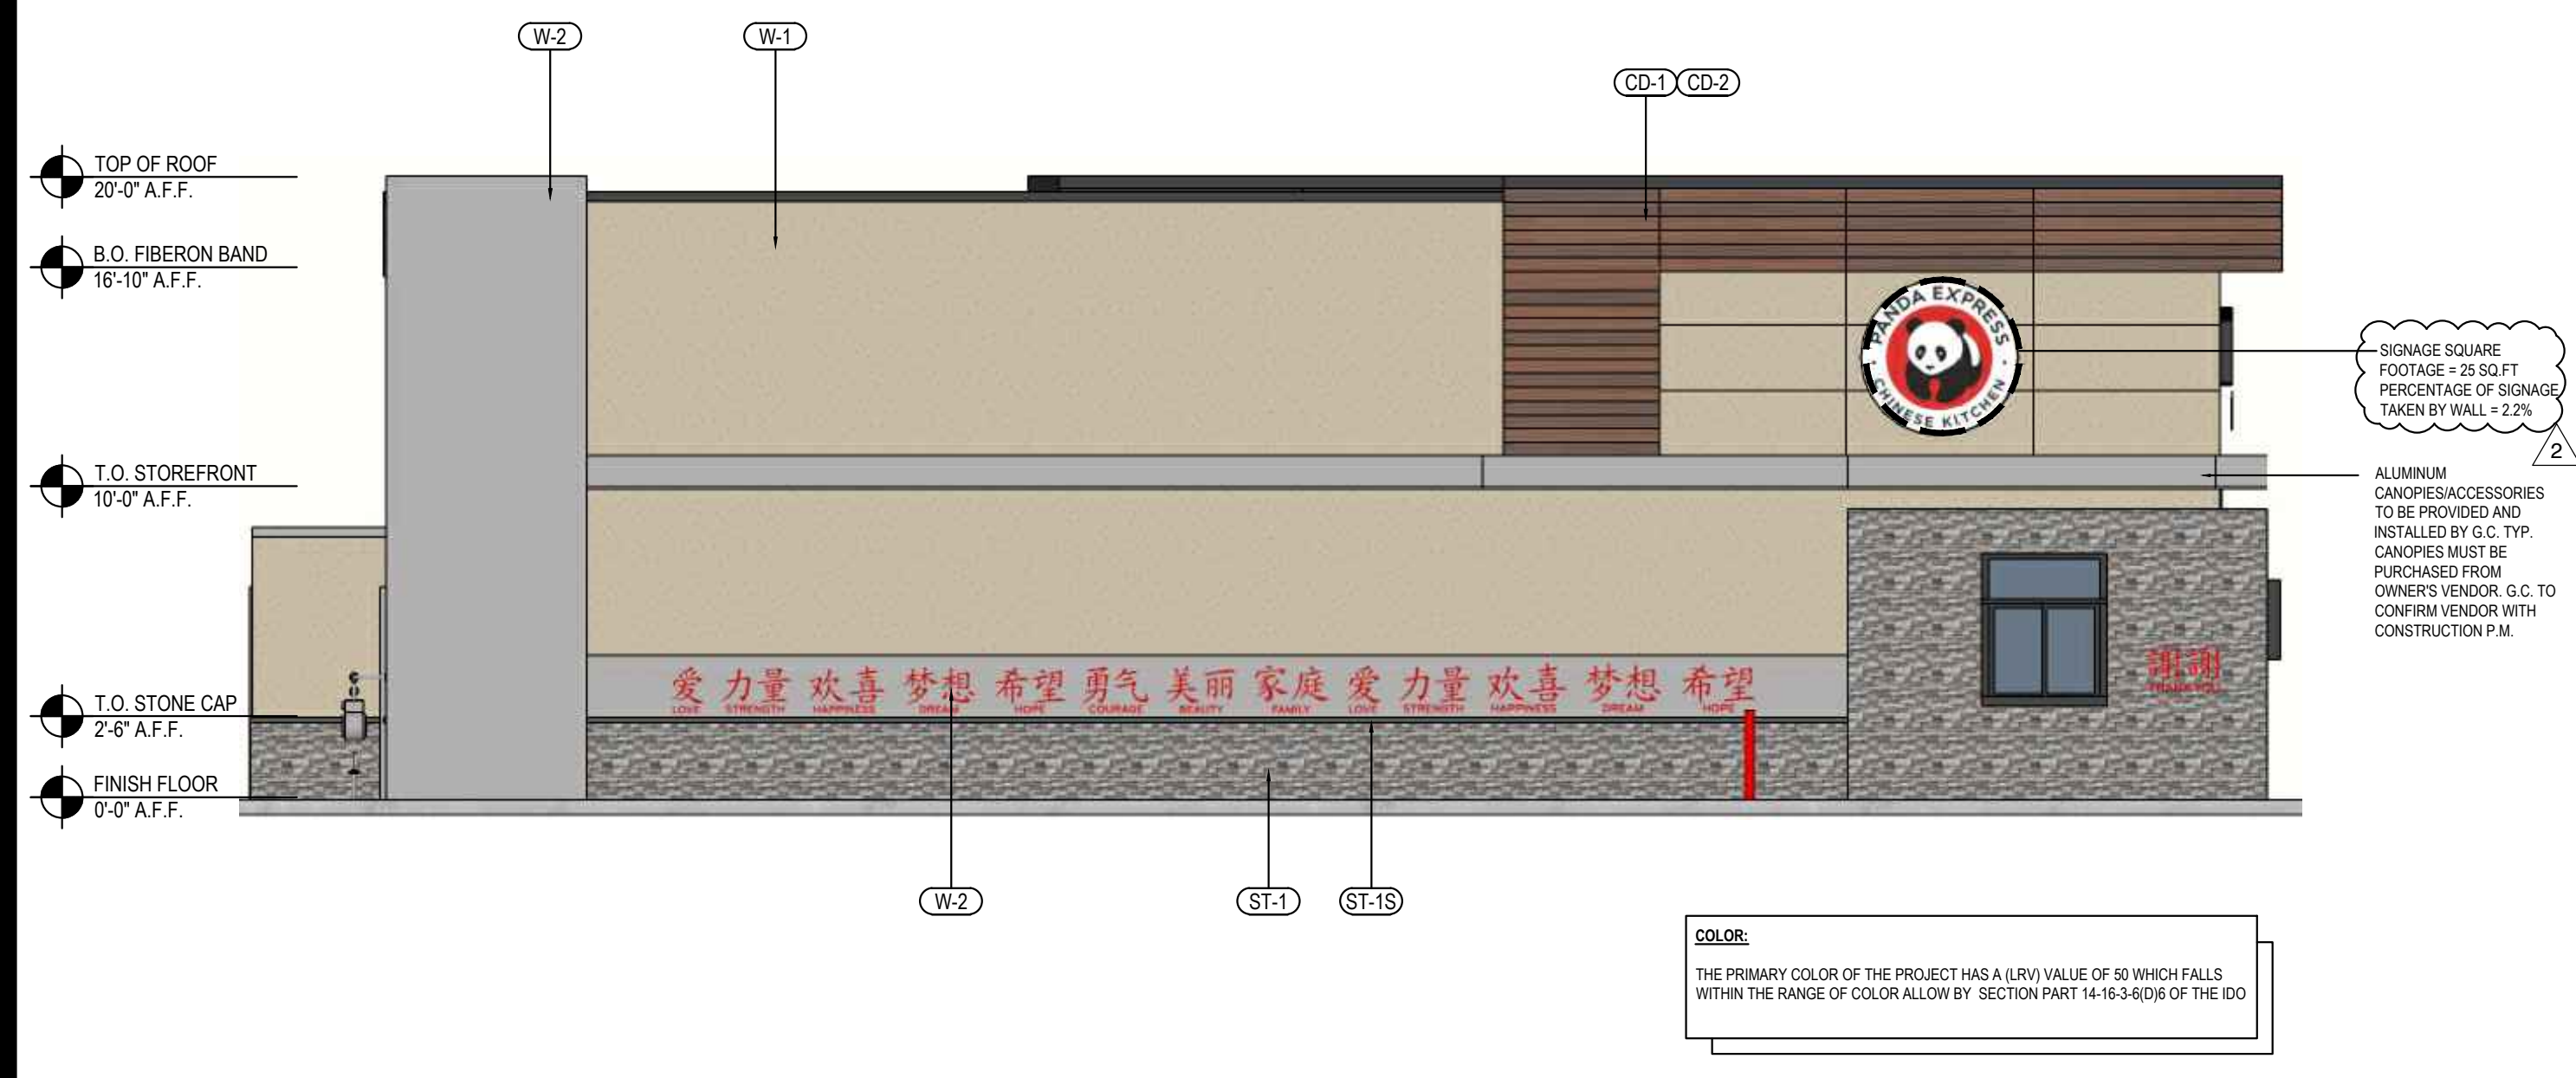 W-2
W-1
CD-1 CD-2
TOP OF ROOF
20'-0" A.F.F.
B.O. FIBERON BAND
16'-10" A.F.F.
T.O. STOREFRONT
10'-0" A.F.F.
T.O. STONE CAP
2'-6" A.F.F.
FINISH FLOOR
0'-0" A.F.F.
PANDA EXPRESS
CHINESE KITCHEN
SIGNAGE SQUARE
FOOTAGE = 25 SQ.FT
PERCENTAGE OF SIGNAGE
TAKEN BY WALL = 2.2%
2
ALUMINUM
CANOPIES/ACCESSORIES
TO BE PROVIDED AND
INSTALLED BY G.C. TYP.
CANOPIES MUST BE
PURCHASED FROM
OWNER'S VENDOR. G.C. TO
CONFIRM VENDOR WITH
CONSTRUCTION P.M.
爱 力量 欢喜 梦想 希望 勇气 美丽 家庭 爱 力量 欢喜 梦想 希望
LOVE STRENGTH HAPPINESS DREAM HOPE COURAGE BEAUTY FAMILY LOVE STRENGTH HAPPINESS DREAM HOPE
謝謝
THANK YOU
W-2
ST-1
ST-1S
COLOR:
THE PRIMARY COLOR OF THE PROJECT HAS A (LRV) VALUE OF 50 WHICH FALLS
WITHIN THE RANGE OF COLOR ALLOW BY SECTION PART 14-16-3-6(D)6 OF THE IDO